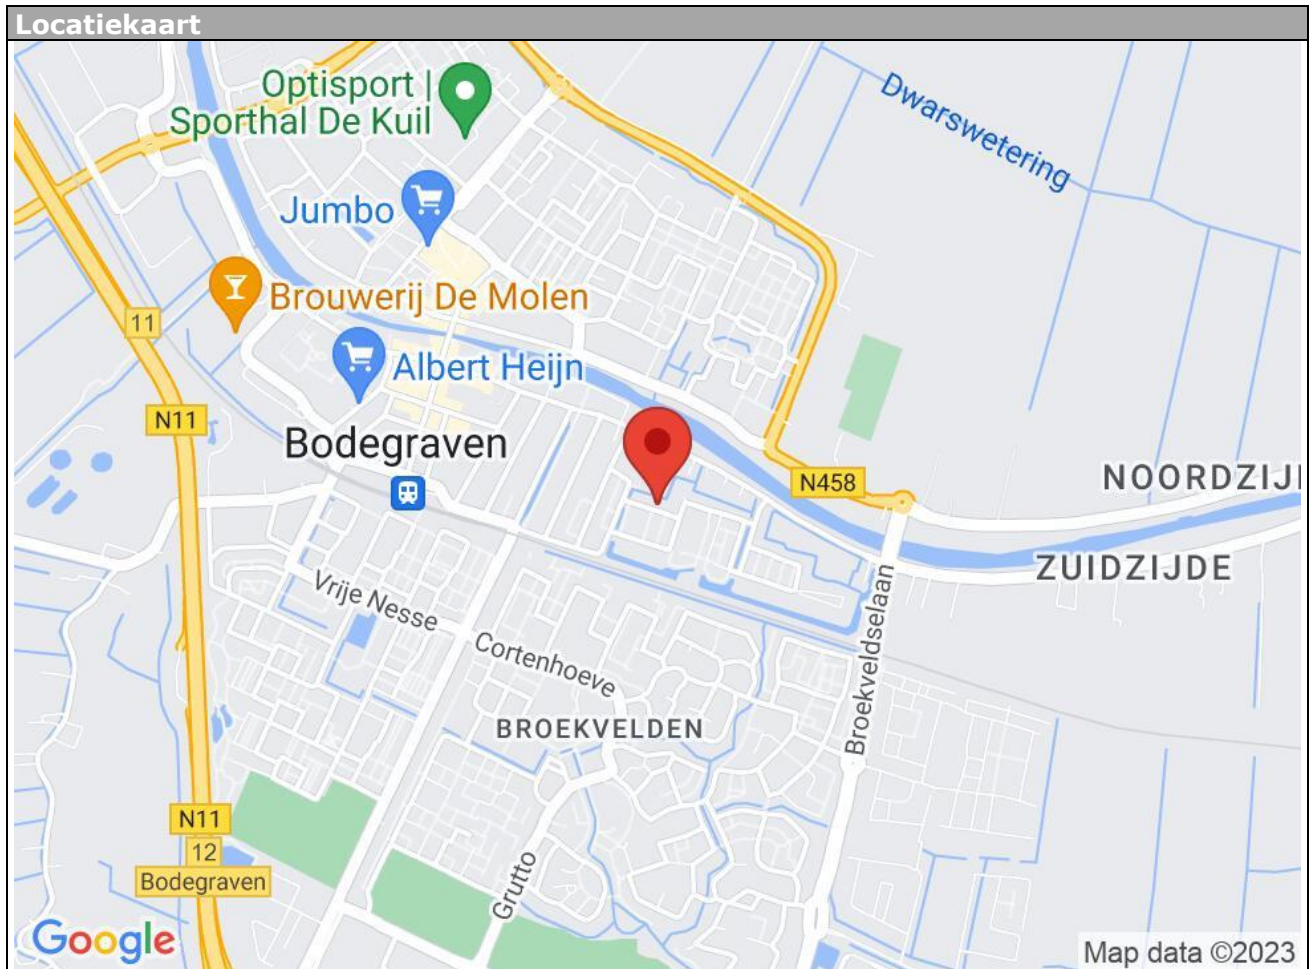 Locatiekaart
Optisport |
Sporthal De Kuil
Dwarswetering
Jumbo
Brouwerij De Molen
11
Albert Heijn
N11
Bodegraven
N458
NOORDZIJ
ZUIDZIJDE
Vrije Nesse
Cortenhoeve
Broekveldselaan
BROEKVELDEN
N11
12
Bodegraven
Grutto
Google
Map data ©2023